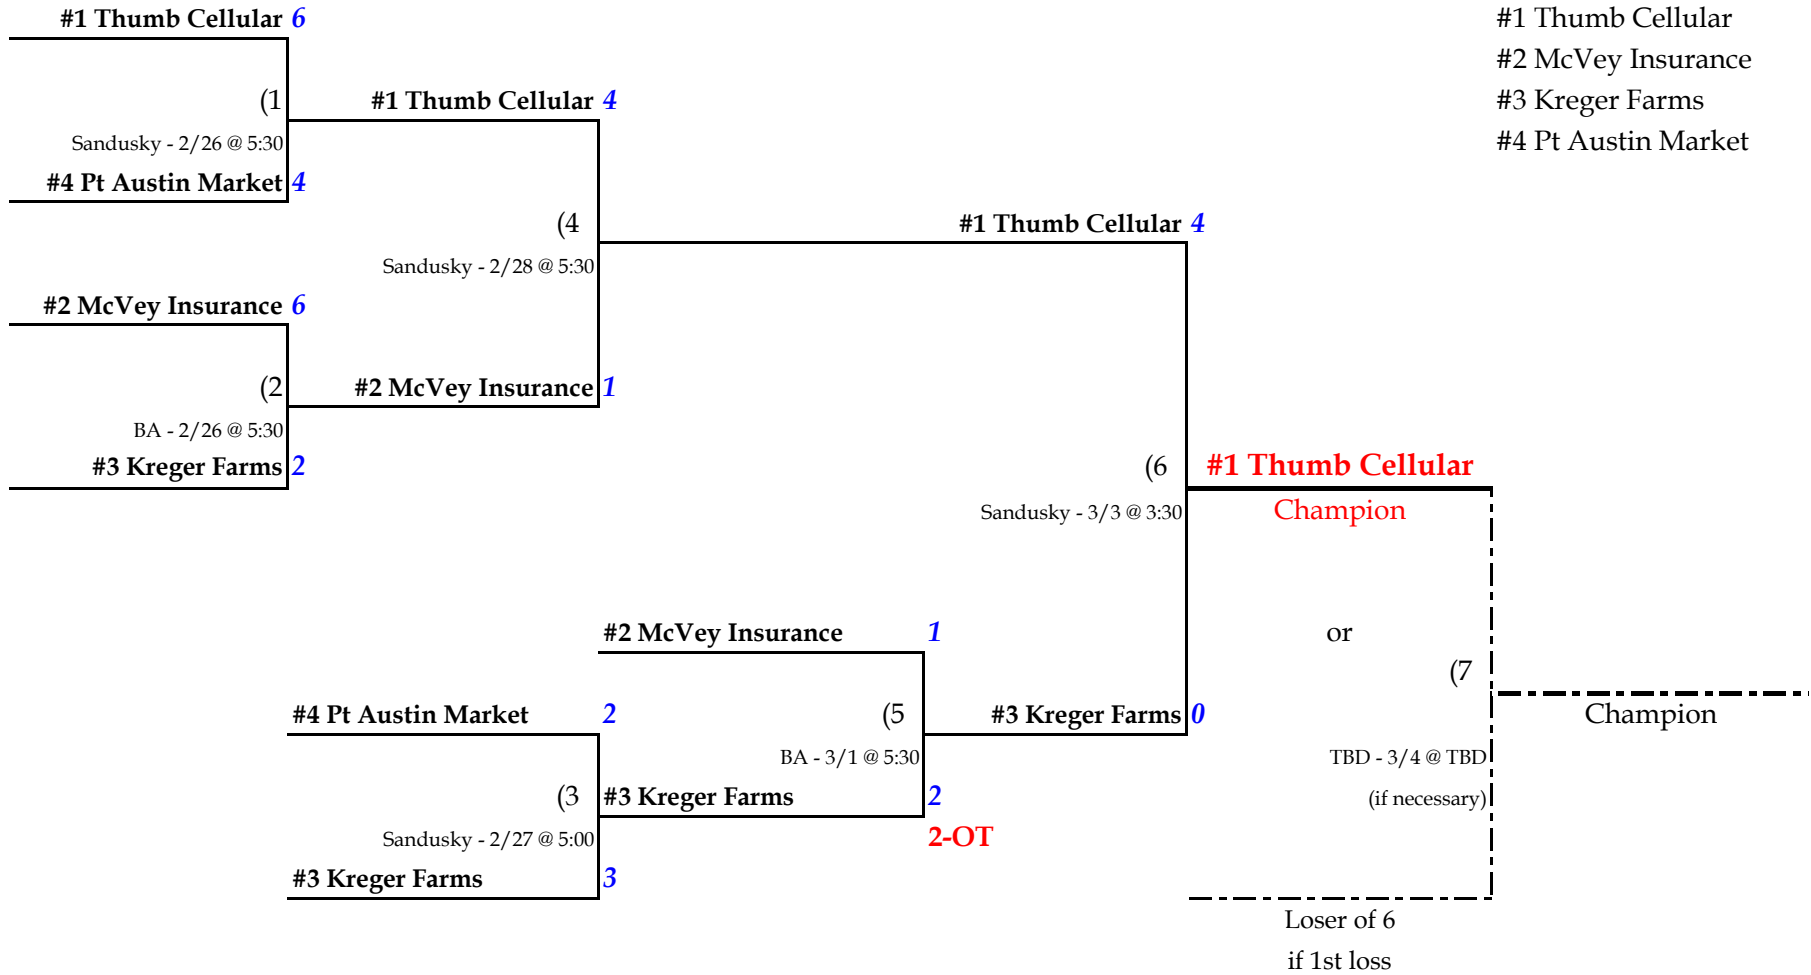 #1 Thumb Cellular 6
#1 Thumb Cellular
#2 McVey Insurance
#3 Kreger Farms
#4 Pt Austin Market
(1
#1 Thumb Cellular 4
Sandusky - 2/26 @ 5:30
#4 Pt Austin Market 4
(4
#1 Thumb Cellular 4
Sandusky - 2/28 @ 5:30
#2 McVey Insurance 6
(2
#2 McVey Insurance 1
BA - 2/26 @ 5:30
#3 Kreger Farms 2
(6
#1 Thumb Cellular
Sandusky - 3/3 @ 3:30
Champion
#2 McVey Insurance 1
or
(7
#4 Pt Austin Market 2
(5
#3 Kreger Farms 0
Champion
BA - 3/1 @ 5:30
TBD - 3/4 @ TBD
(3
#3 Kreger Farms 2
(if necessary)
Sandusky - 2/27 @ 5:00
2-OT
#3 Kreger Farms 3
Loser of 6
if 1st loss